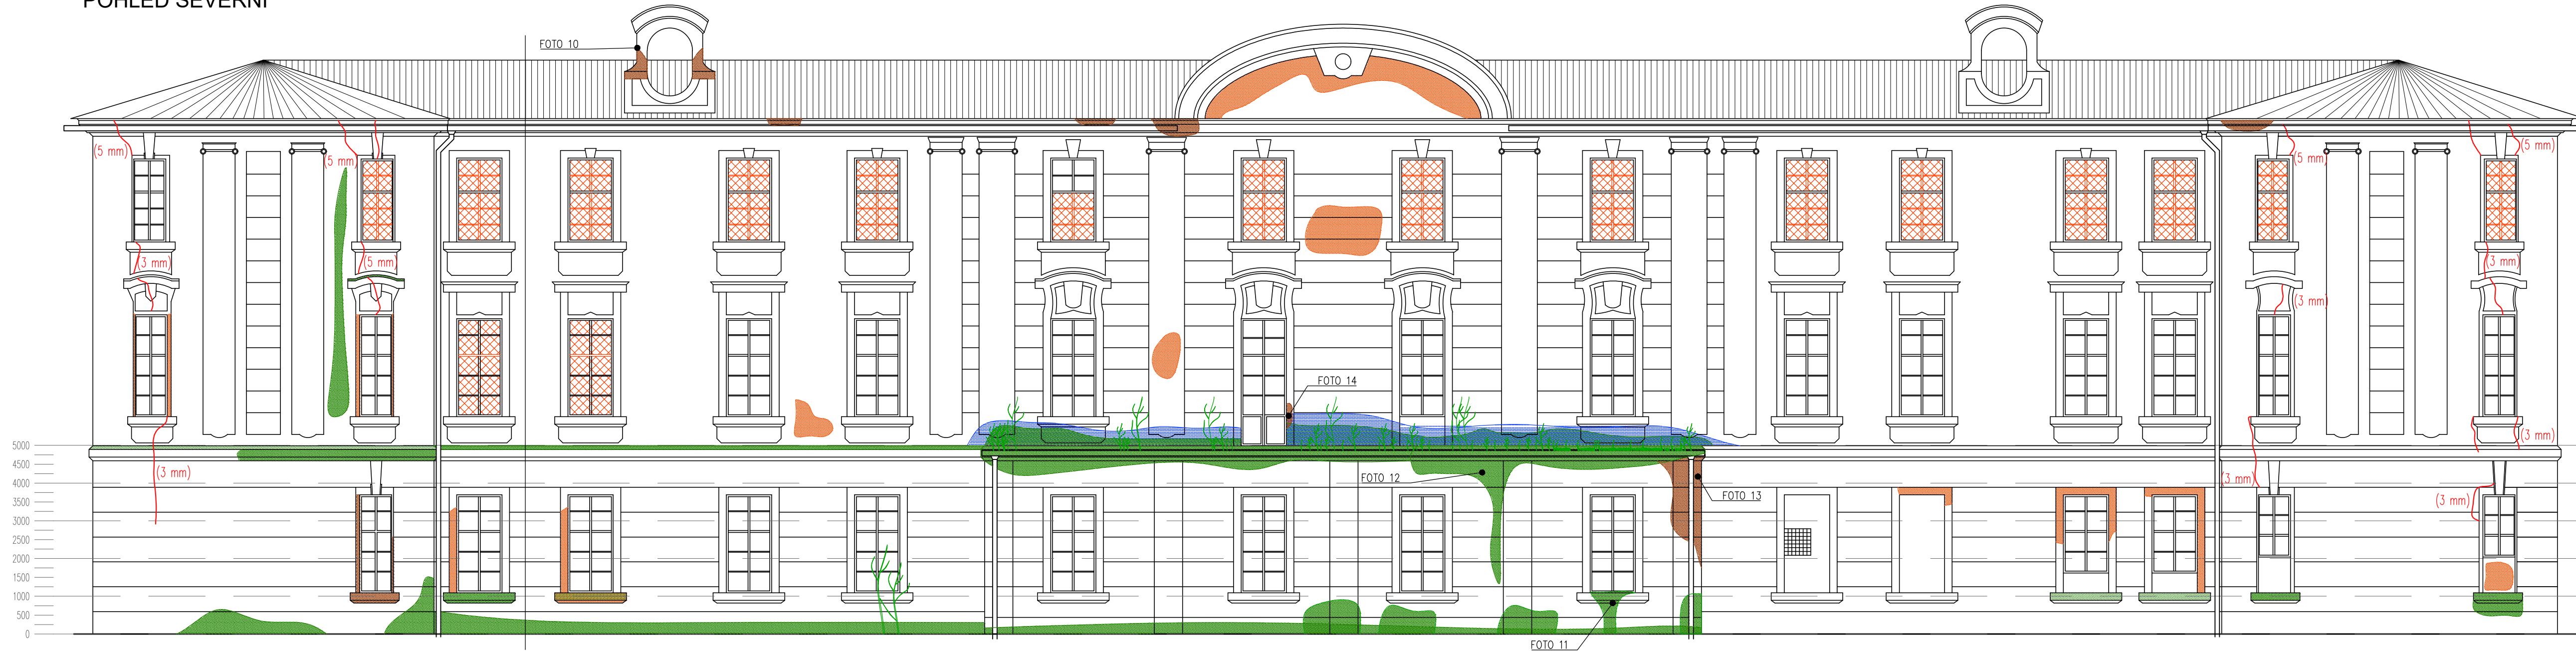 POHLED SEVERNÍ
FOTO 10
(5 mm)
(5 mm)
(5 mm)
(5 mm)
(3 mm)
(5 mm)
(3 mm)
(3 mm)
FOTO 14
(3 mm)
(3 mm)
(3 mm)
(3 mm)
FOTO 12
FOTO 13
5000
4500
4000
3500
3000
2500
2000
1500
1000
500
0
FOTO 11